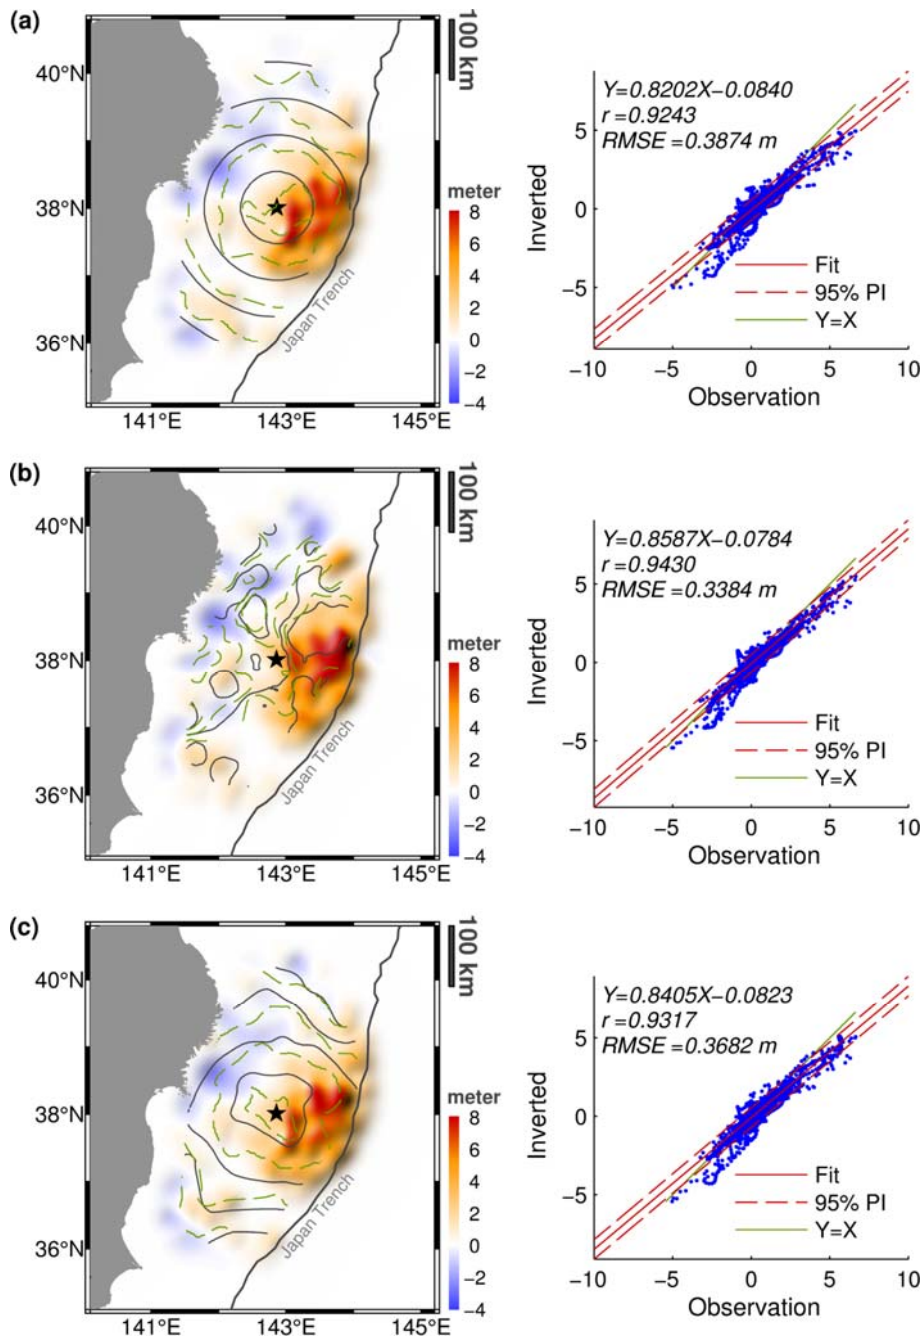 (a)
100 km
40°N
38°N
36°N
141°E
143°E
145°E
Japan Trench
meter
8
6
4
2
0
−2
−4
Y=0.8202X−0.0840
r=0.9243
RMSE=0.3874 m
Inverted
5
0
−5
Fit
95% PI
Y=X
−10
−5
0
5
10
Observation
(b)
100 km
40°N
38°N
36°N
141°E
143°E
145°E
Japan Trench
meter
8
6
4
2
0
−2
−4
Y=0.8587X−0.0784
r=0.9430
RMSE=0.3384 m
Inverted
5
0
−5
Fit
95% PI
Y=X
−10
−5
0
5
10
Observation
(c)
100 km
40°N
38°N
36°N
141°E
143°E
145°E
Japan Trench
meter
8
6
4
2
0
−2
−4
Y=0.8405X−0.0823
r=0.9317
RMSE=0.3682 m
Inverted
5
0
−5
Fit
95% PI
Y=X
−10
−5
0
5
10
Observation